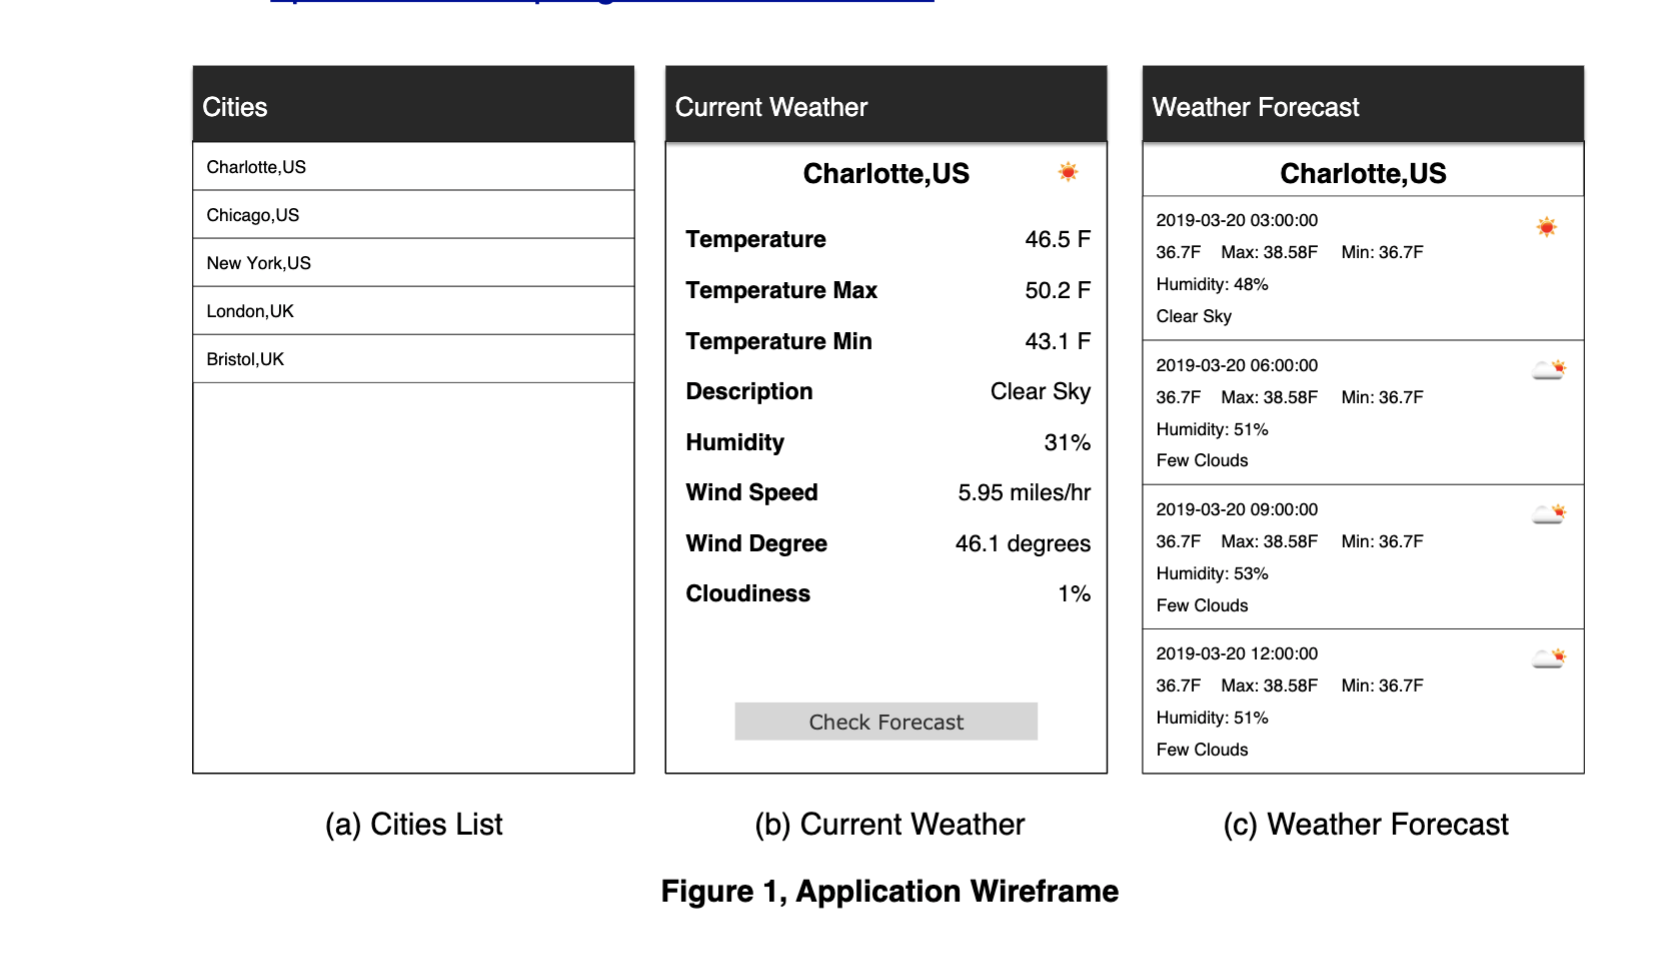 Cities
Charlotte,US
Chicago,US
New York,US
London,UK
Bristol,UK
(a) Cities List
Current Weather
Charlotte,US
Temperature 46.5 F
Temperature Max 50.2 F
Temperature Min 43.1 F
Description Clear Sky
Humidity 31%
Wind Speed 5.95 miles/hr
Wind Degree 46.1 degrees
Cloudiness 1%
Check Forecast
(b) Current Weather
Weather Forecast
Charlotte,US
2019-03-20 03:00:00
36.7F Max: 38.58F Min: 36.7F
Humidity: 48%
Clear Sky
2019-03-20 06:00:00
36.7F Max: 38.58F Min: 36.7F
Humidity: 51%
Few Clouds
2019-03-20 09:00:00
36.7F Max: 38.58F Min: 36.7F
Humidity: 53%
Few Clouds
2019-03-20 12:00:00
36.7F Max: 38.58F Min: 36.7F
Humidity: 51%
Few Clouds
(c) Weather Forecast
Figure 1, Application Wireframe